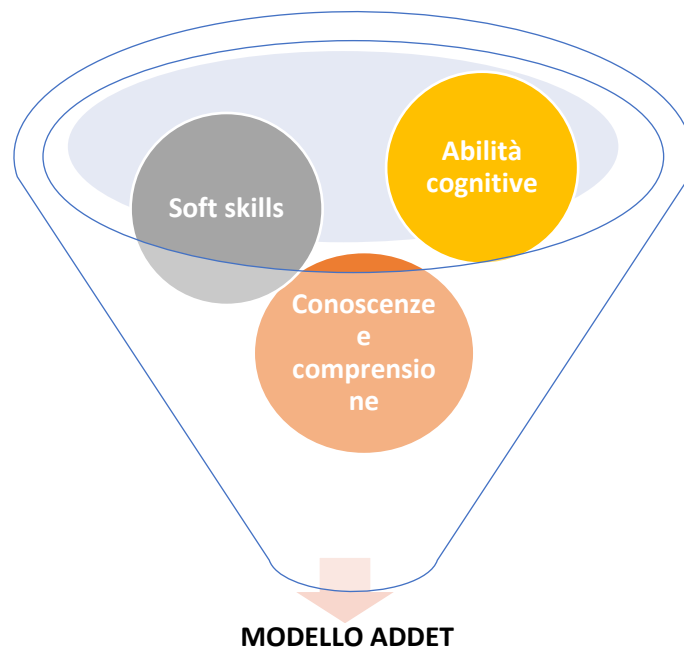 Abilità
cognitive
Soft skills
Conoscenze
e
comprensio
ne
MODELLO ADDET